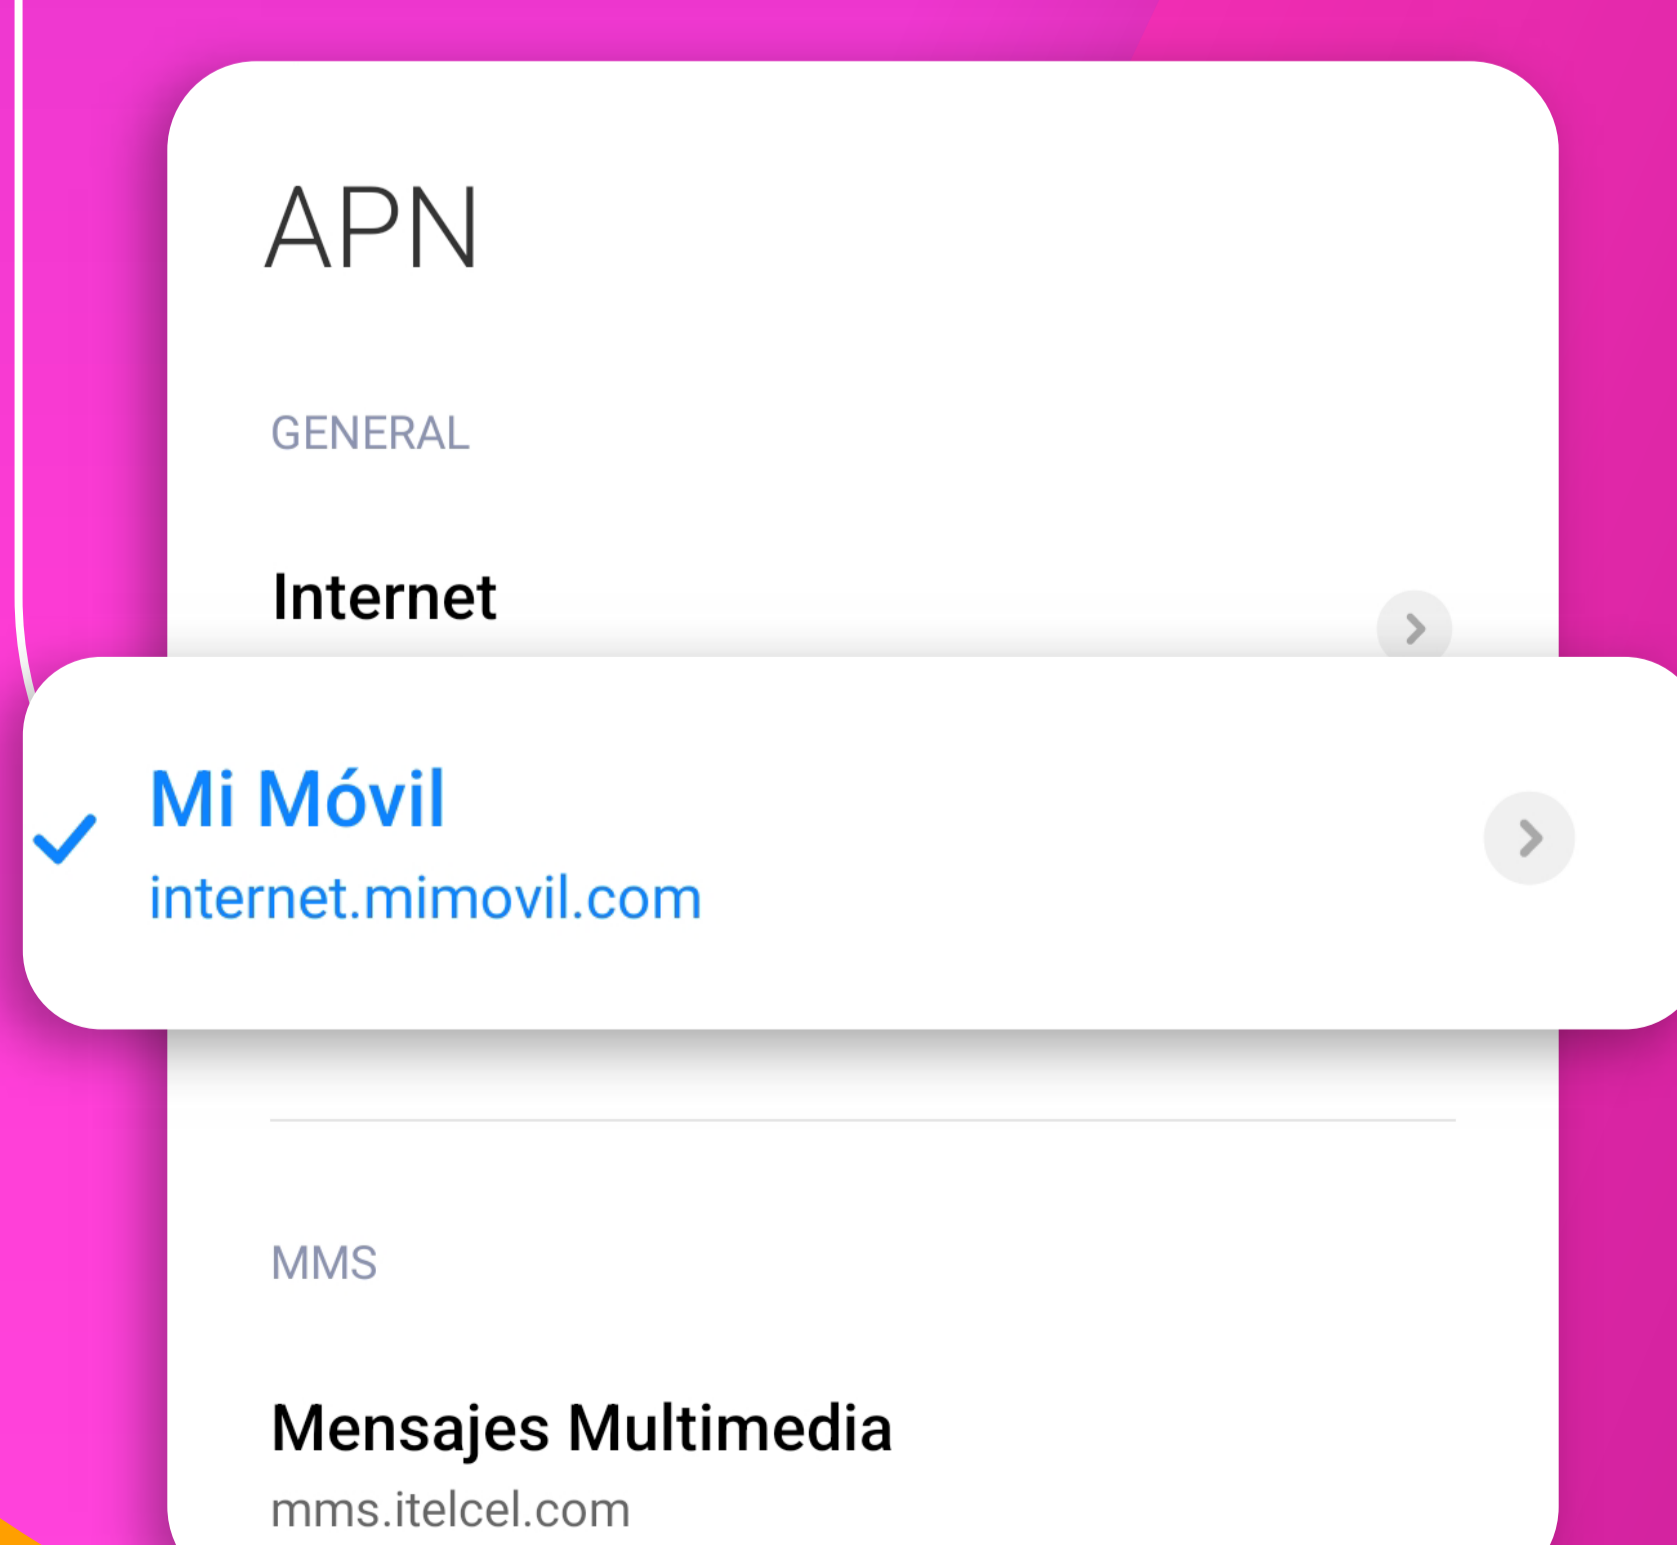 APN
GENERAL
Internet
Mi Móvil
internet.mimovil.com
MMS
Mensajes Multimedia
mms.itelcel.com